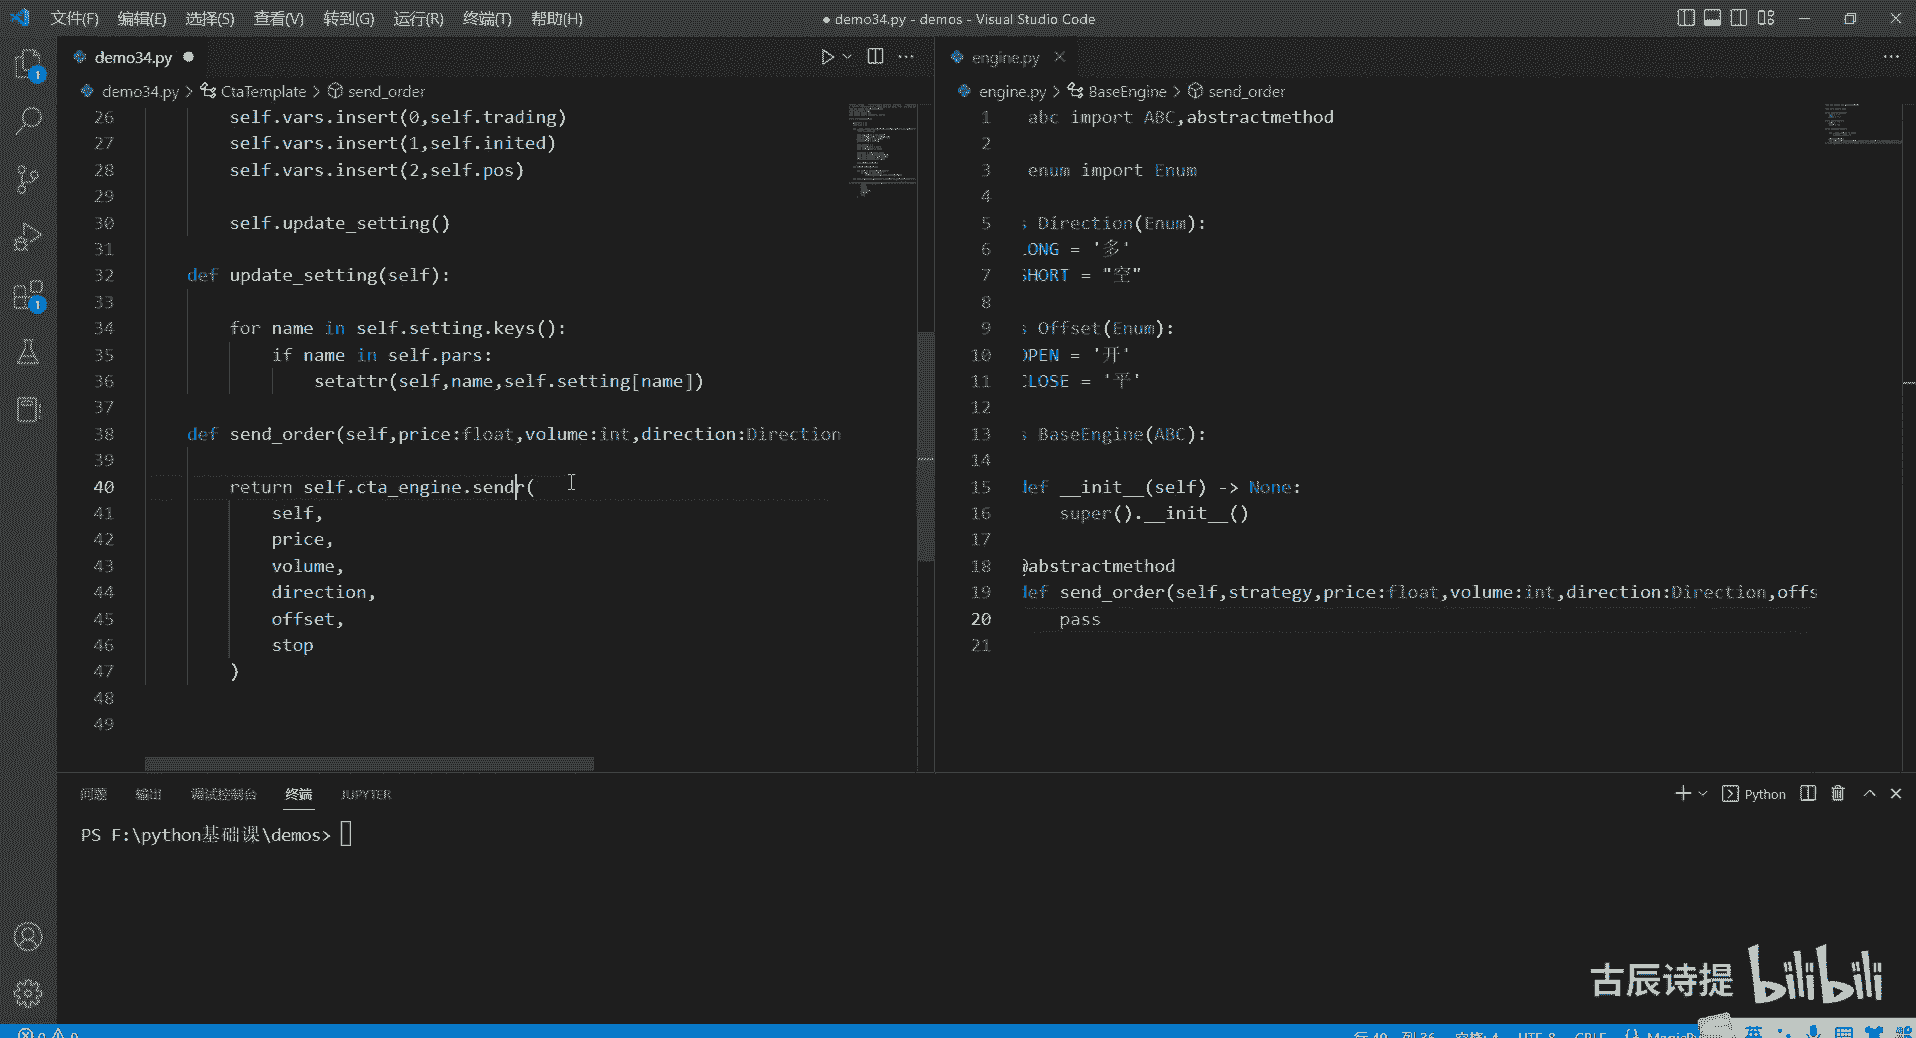 文件(F) 编辑(E) 选择(S) 查看(V) 转到(G) 运行(R) 终端(T) 帮助(H)
● demo34.py - demos - Visual Studio Code
demo34.py ●
demo34.py > CtaTemplate > send_order
26 self.vars.insert(0,self.trading)
27 self.vars.insert(1,self.inited)
28 self.vars.insert(2,self.pos)
29
30 self.update_setting()
31
32 def update_setting(self):
33
34 for name in self.setting.keys():
35 if name in self.pars:
36 setattr(self,name,self.setting[name])
37
38 def send_order(self,price:float,volume:int,direction:Direction
39
40 return self.cta_engine.sendr(
41 self,
42 price,
43 volume,
44 direction,
45 offset,
46 stop
47 )
48
49
engine.py
engine.py > BaseEngine > send_order
1 abc import ABC,abstractmethod
2
3 enum import Enum
4
5 s Direction(Enum):
6 LONG = '多'
7 SHORT = "空"
8
9 s Offset(Enum):
10 OPEN = '开'
11 CLOSE = '平'
12
13 s BaseEngine(ABC):
14
15 def __init__(self) -> None:
16 super().__init__()
17
18 @abstractmethod
19 def send_order(self,strategy,price:float,volume:int,direction:Direction,offs
20 pass
21
问题 输出 调试控制台 终端 JUPYTER
Python
PS F:\python基础课\demos>
古辰诗提 bilibili
行 40 列 36 空格: 4 UTF-8 CRLF
英